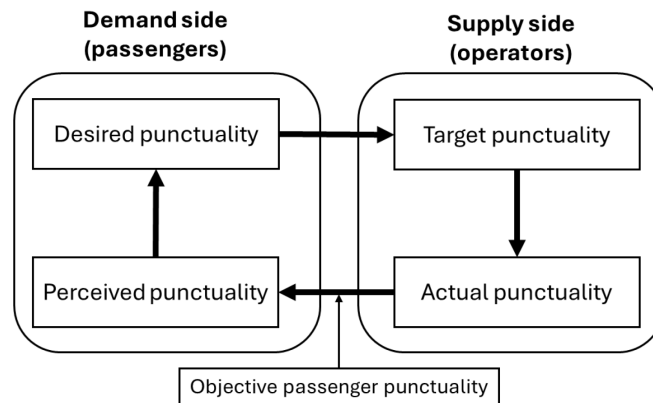 Demand side
(passengers)
Supply side
(operators)
Desired punctuality
Target punctuality
Perceived punctuality
Actual punctuality
Objective passenger punctuality